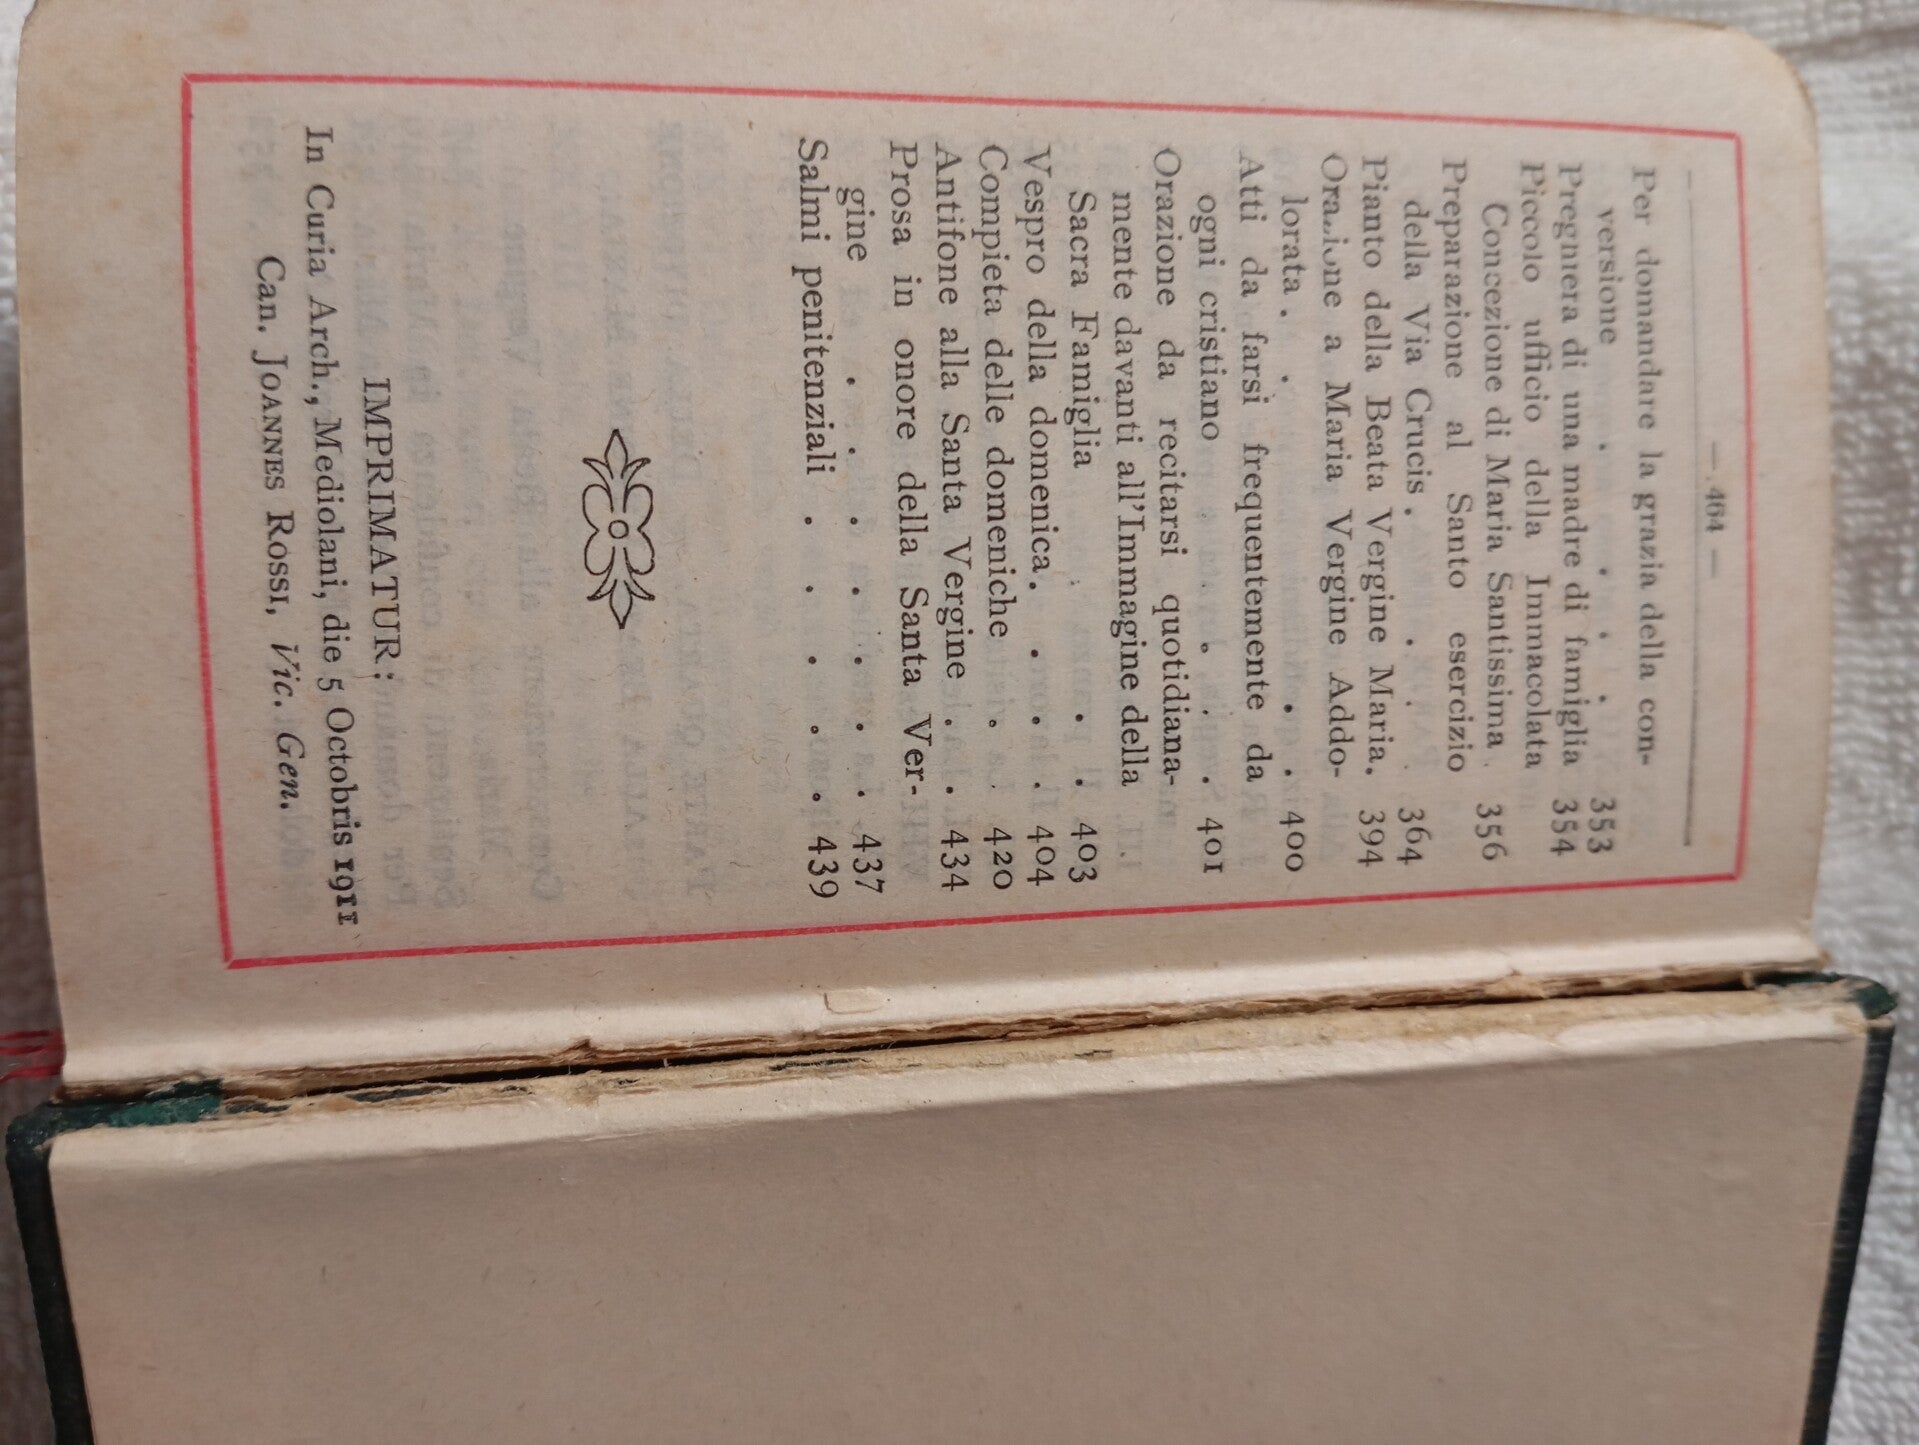 — 464 —
Per domandare la grazia della con-
versione . . . . 353
Preghiera di una madre di famiglia 354
Piccolo ufficio della Immacolata
Concezione di Maria Santissima . 356
Preparazione al Santo esercizio
della Via Crucis . . . . 364
Pianto della Beata Vergine Maria. 394
Orazione a Maria Vergine Addo-
lorata . . . . 400
Atti da farsi frequentemente da
ogni cristiano . . . 401
Orazione da recitarsi quotidiana-
mente davanti all'Immagine della
Sacra Famiglia . . . 403
Vespro della domenica. . . . 404
Compieta delle domeniche . . 420
Antifone alla Santa Vergine . . 434
Prosa in onore della Santa Ver-
gine . . . . . . 437
Salmi penitenziali . . . . . 439
IMPRIMATUR:
In Curia Arch., Mediolani, die 5 Octobris 1911
Can. JOANNES ROSSI, Vic. Gen.